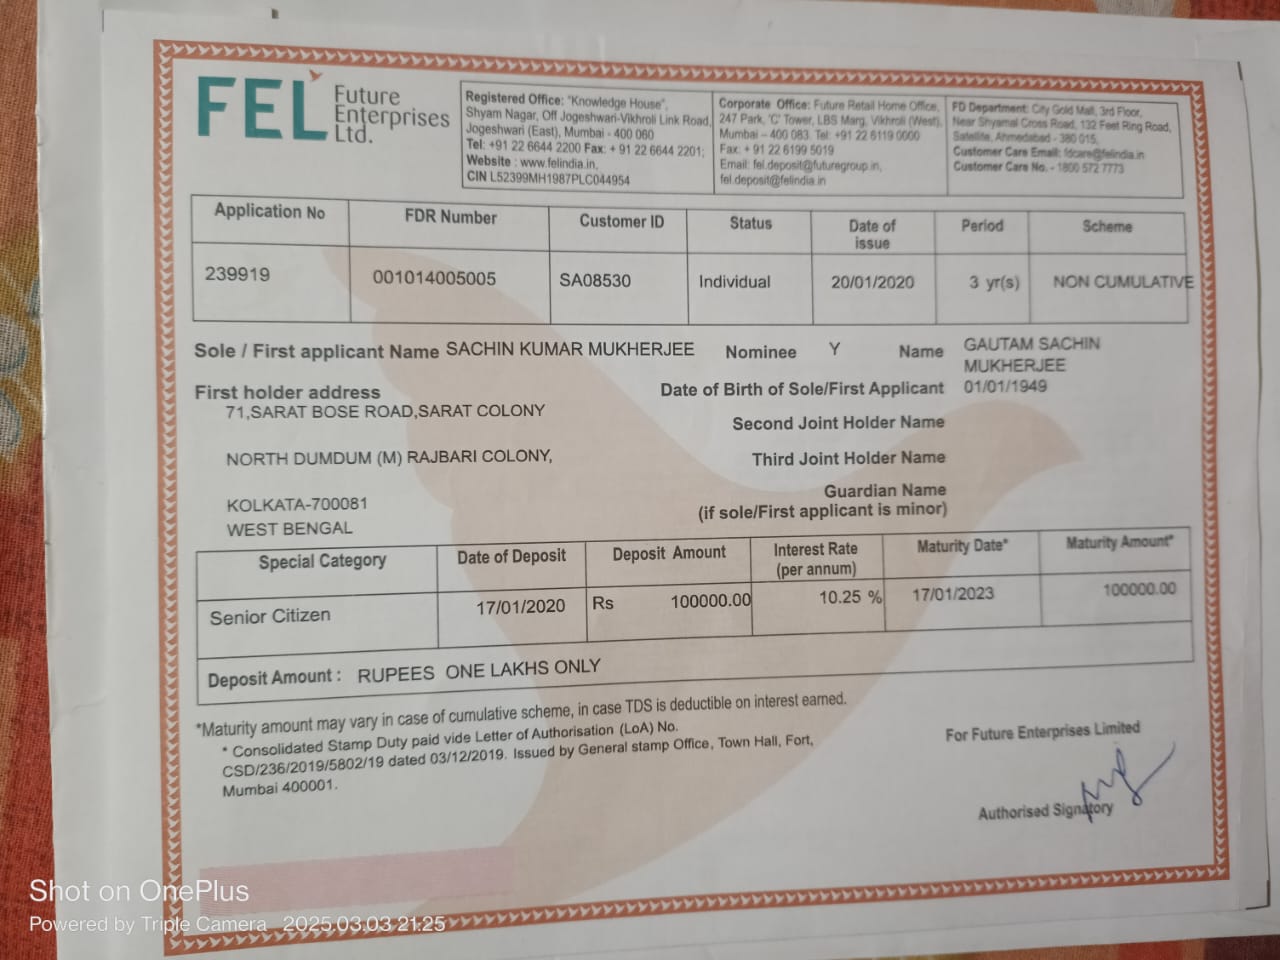 FEL Future
Enterprises
Ltd.
Registered Office: "Knowledge House",
Shyam Nagar, Off Jogeshwari-Vikhroli Link Road,
Jogeshwari (East), Mumbai - 400 060
Tel: +91 22 6644 2200 Fax: + 91 22 6644 2201;
Website : www.felindia.in,
CIN L52399MH1987PLC044954
Corporate Office: Future Retail Home Office,
247 Park, 'C' Tower, LBS Marg, Vikhroli (West),
Mumbai – 400 083. Tel: +91 22 6119 0000
Fax: + 91 22 6199 5019
Email: fel.deposit@futuregroup.in,
fel.deposit@felindia.in
FD Department: City Gold Mall, 3rd Floor,
Near Shyamal Cross Road, 132 Feet Ring Road,
Satellite, Ahmedabad - 380 015,
Customer Care Email: fdcare@felindia.in
Customer Care No. - 1800 572 7773
Application No FDR Number Customer ID Status Date of issue Period Scheme
239919 001014005005 SA08530 Individual 20/01/2020 3 yr(s) NON CUMULATIVE
Sole / First applicant Name SACHIN KUMAR MUKHERJEE Nominee Y Name GAUTAM SACHIN
MUKHERJEE
First holder address Date of Birth of Sole/First Applicant 01/01/1949
71,SARAT BOSE ROAD,SARAT COLONY
Second Joint Holder Name
NORTH DUMDUM (M) RAJBARI COLONY,
Third Joint Holder Name
KOLKATA-700081
WEST BENGAL
Guardian Name
(if sole/First applicant is minor)
Special Category Date of Deposit Deposit Amount Interest Rate (per annum) Maturity Date* Maturity Amount*
Senior Citizen 17/01/2020 Rs 100000.00 10.25 % 17/01/2023 100000.00
Deposit Amount : RUPEES ONE LAKHS ONLY
*Maturity amount may vary in case of cumulative scheme, in case TDS is deductible on interest earned.
* Consolidated Stamp Duty paid vide Letter of Authorisation (LoA) No.
CSD/236/2019/5802/19 dated 03/12/2019. Issued by General stamp Office, Town Hall, Fort,
Mumbai 400001.
For Future Enterprises Limited
Authorised Signatory
Shot on OnePlus
Powered by Triple Camera 2025.03.03 21:25